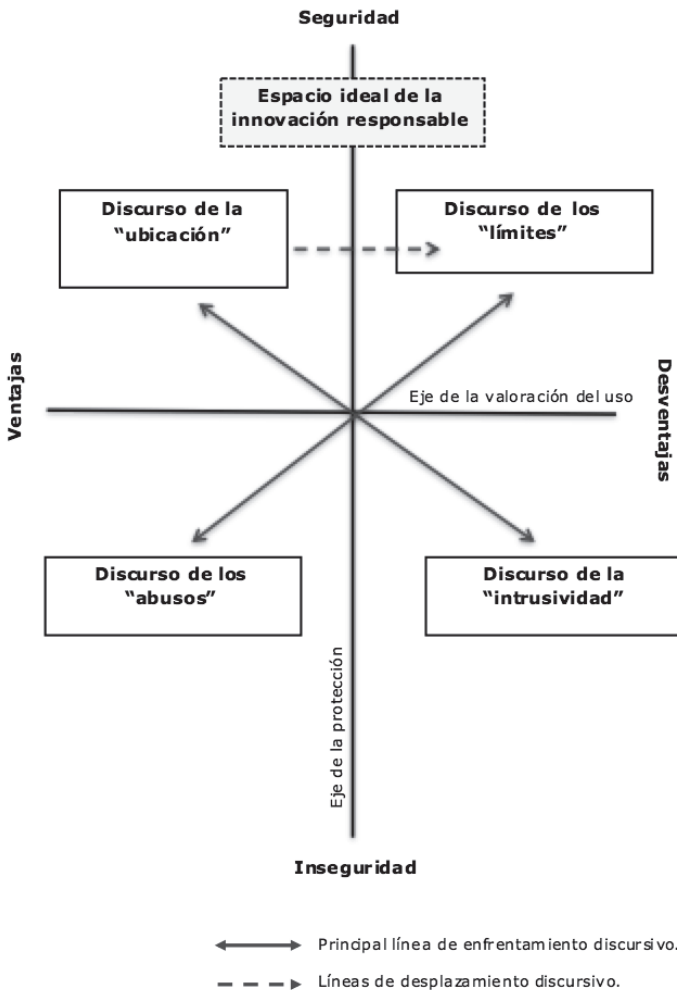 Seguridad
Espacio ideal de la
innovación responsable
Discurso de la
“ubicación”
Discurso de los
“límites”
Ventajas
Eje de la valoración del uso
Desventajas
Discurso de los
“abusos”
Discurso de la
“intrusividad”
Eje de la protección
Inseguridad
Principal línea de enfrentamiento discursivo.
Líneas de desplazamiento discursivo.